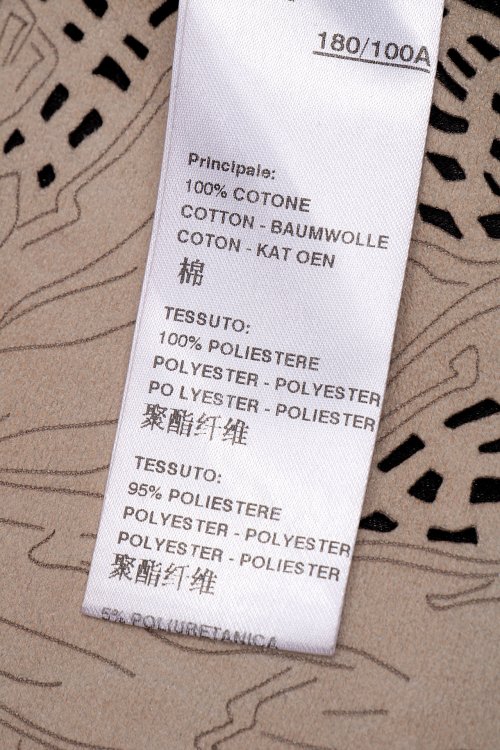 180/100A
Principale:
100% COTONE
COTTON - BAUMWOLLE
COTON - KAT OEN
棉
TESSUTO:
100% POLIESTERE
POLYESTER - POLYESTER
PO LYESTER - POLIESTER
聚酯纤维
TESSUTO:
95% POLIESTERE
POLYESTER - POLYESTER
POLYESTER - POLIESTER
聚酯纤维
5% POLIURETANICA